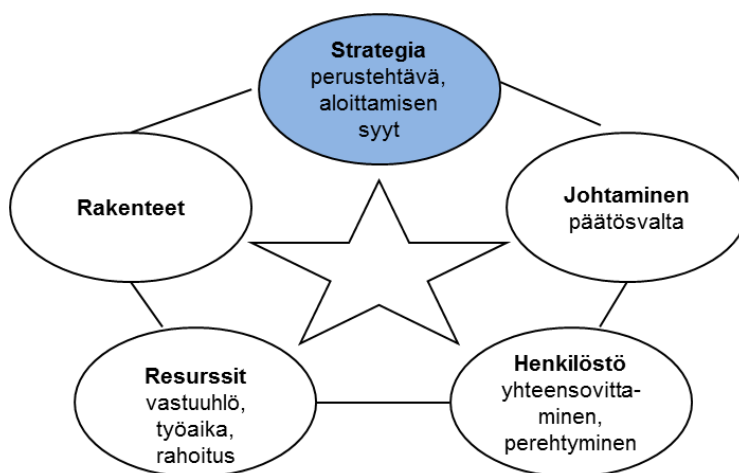 Strategia
perustehtävä,
aloittamisen
syyt
Rakenteet
Johtaminen
päätösvalta
Resurssit
vastuuhlö,
työaika,
rahoitus
Henkilöstö
yhteensovitta-
minen,
perehtyminen